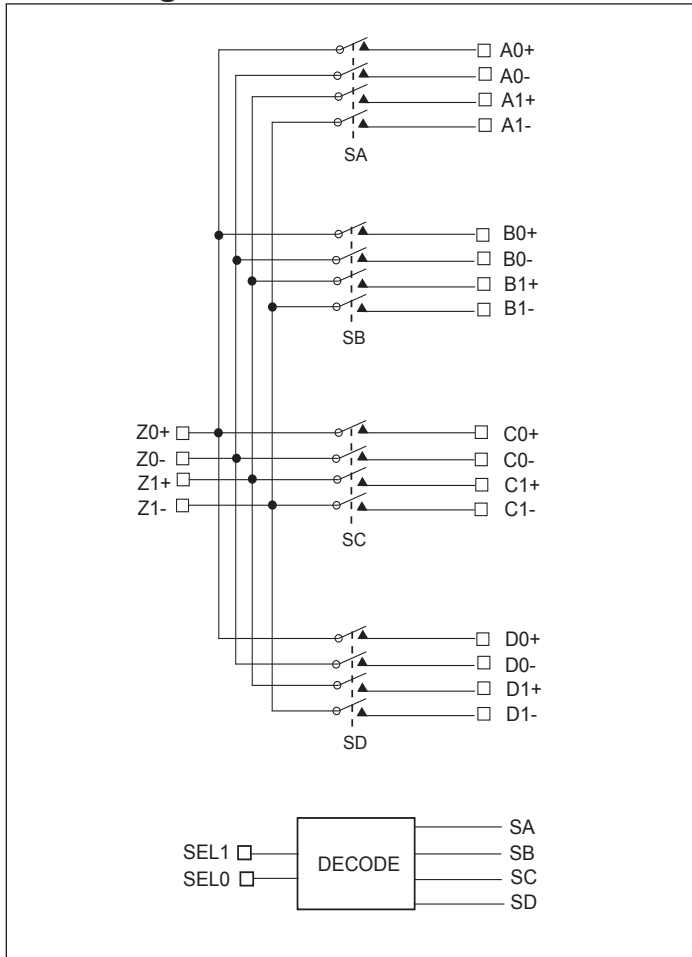 A0+
A0-
A1+
A1-
SA
B0+
B0-
B1+
B1-
SB
Z0+
Z0-
Z1+
Z1-
C0+
C0-
C1+
C1-
SC
D0+
D0-
D1+
D1-
SD
SEL1
SEL0
DECODE
SA
SB
SC
SD